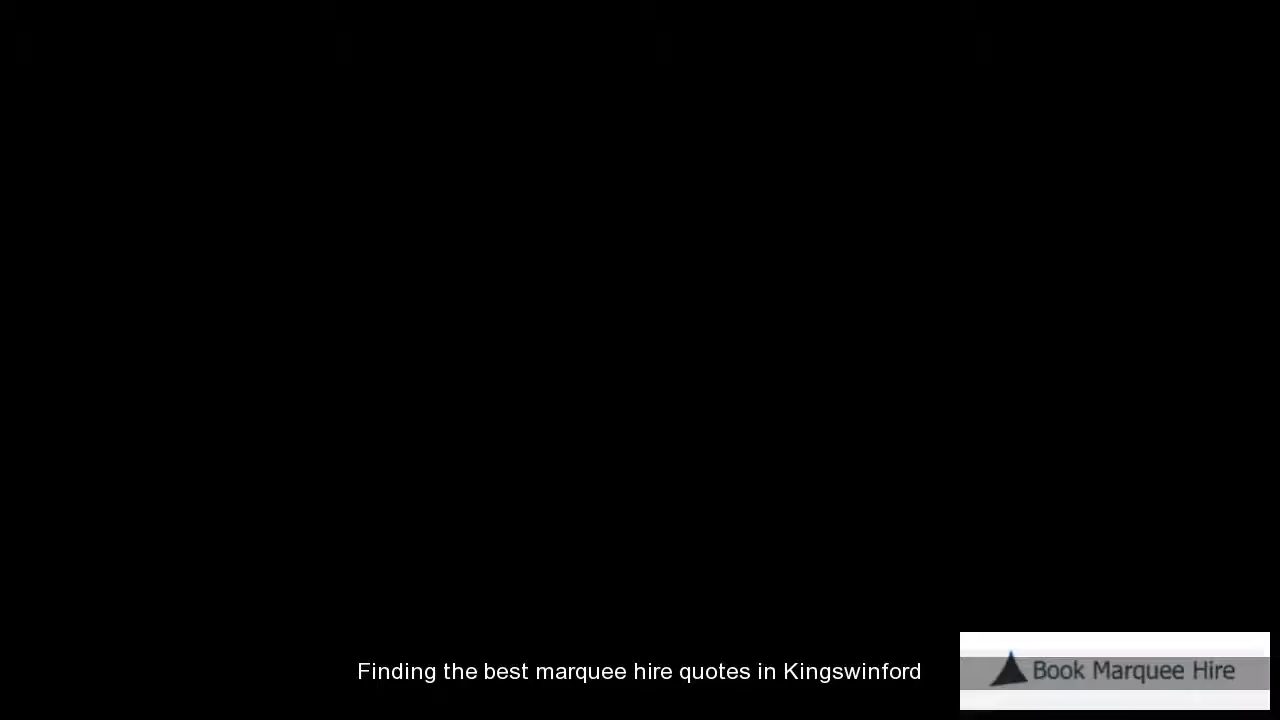 Finding the best marquee hire quotes in Kingswinford
Book Marquee Hire